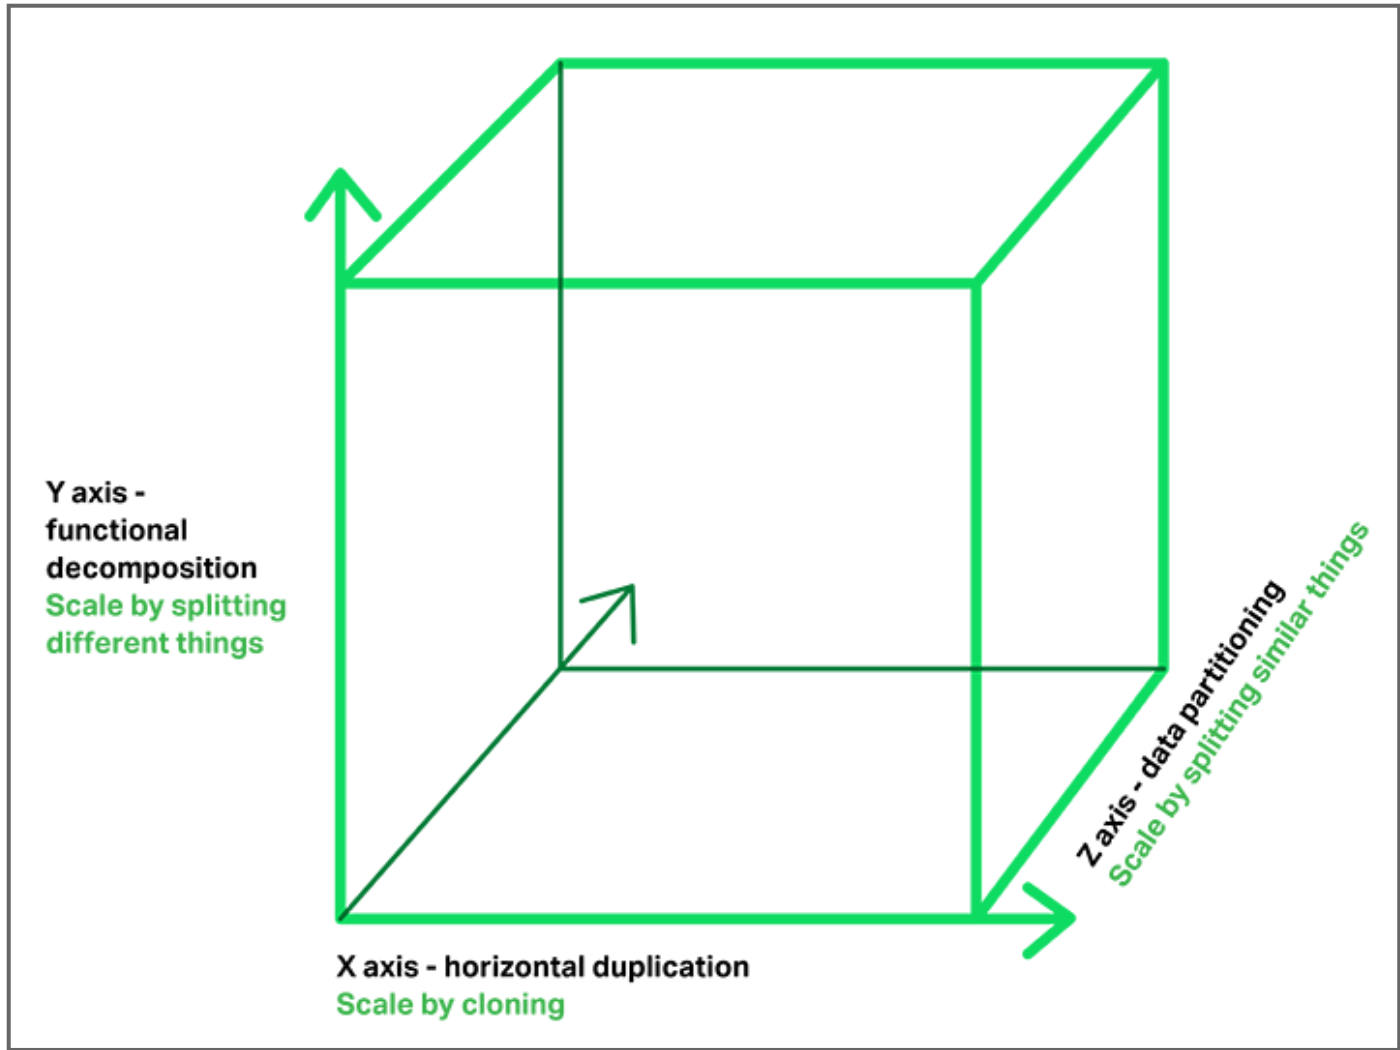 Y axis -
functional
decomposition
Scale by splitting
different things
Z axis - data partitioning
Scale by splitting similar things
X axis - horizontal duplication
Scale by cloning